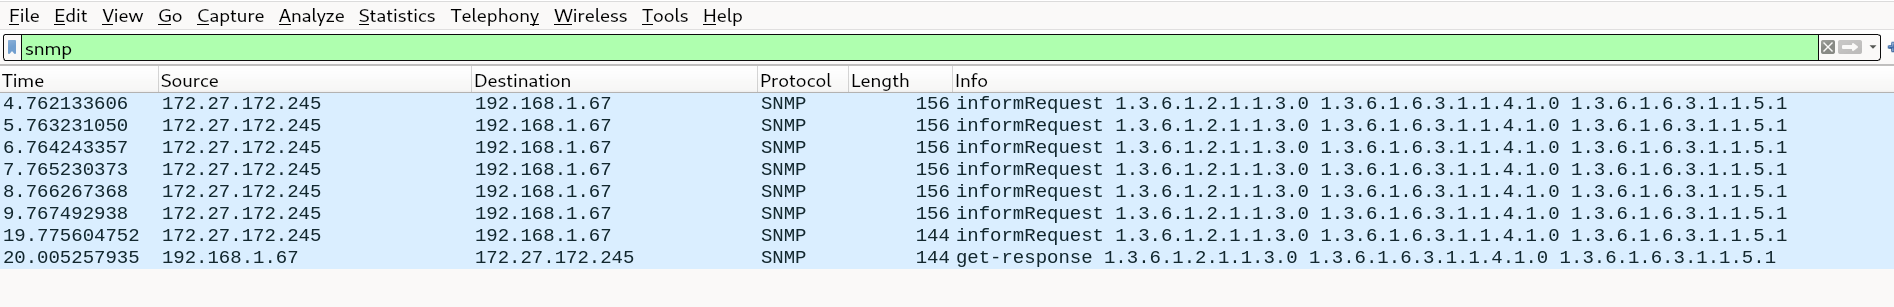 File Edit View Go Capture Analyze Statistics Telephony Wireless Tools Help
snmp
Time Source Destination Protocol Length Info
4.762133606 172.27.172.245 192.168.1.67 SNMP 156 informRequest 1.3.6.1.2.1.1.3.0 1.3.6.1.6.3.1.1.4.1.0 1.3.6.1.6.3.1.1.5.1
5.763231050 172.27.172.245 192.168.1.67 SNMP 156 informRequest 1.3.6.1.2.1.1.3.0 1.3.6.1.6.3.1.1.4.1.0 1.3.6.1.6.3.1.1.5.1
6.764243357 172.27.172.245 192.168.1.67 SNMP 156 informRequest 1.3.6.1.2.1.1.3.0 1.3.6.1.6.3.1.1.4.1.0 1.3.6.1.6.3.1.1.5.1
7.765230373 172.27.172.245 192.168.1.67 SNMP 156 informRequest 1.3.6.1.2.1.1.3.0 1.3.6.1.6.3.1.1.4.1.0 1.3.6.1.6.3.1.1.5.1
8.766267368 172.27.172.245 192.168.1.67 SNMP 156 informRequest 1.3.6.1.2.1.1.3.0 1.3.6.1.6.3.1.1.4.1.0 1.3.6.1.6.3.1.1.5.1
9.767492938 172.27.172.245 192.168.1.67 SNMP 156 informRequest 1.3.6.1.2.1.1.3.0 1.3.6.1.6.3.1.1.4.1.0 1.3.6.1.6.3.1.1.5.1
19.775604752 172.27.172.245 192.168.1.67 SNMP 144 informRequest 1.3.6.1.2.1.1.3.0 1.3.6.1.6.3.1.1.4.1.0 1.3.6.1.6.3.1.1.5.1
20.005257935 192.168.1.67 172.27.172.245 SNMP 144 get-response 1.3.6.1.2.1.1.3.0 1.3.6.1.6.3.1.1.4.1.0 1.3.6.1.6.3.1.1.5.1